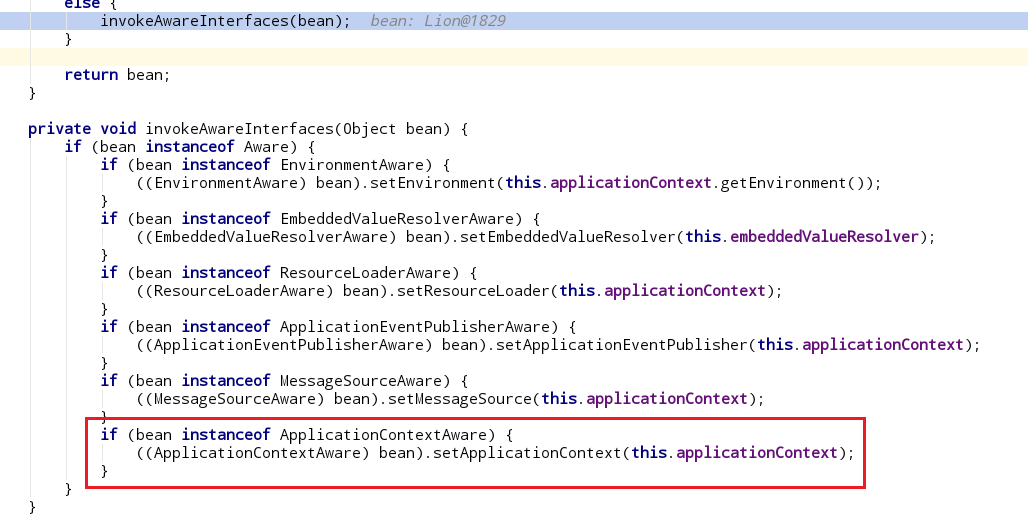 else {
invokeAwareInterfaces(bean); bean: Lion@1829
}
return bean;
}
private void invokeAwareInterfaces(Object bean) {
if (bean instanceof Aware) {
if (bean instanceof EnvironmentAware) {
((EnvironmentAware) bean).setEnvironment(this.applicationContext.getEnvironment());
}
if (bean instanceof EmbeddedValueResolverAware) {
((EmbeddedValueResolverAware) bean).setEmbeddedValueResolver(this.embeddedValueResolver);
}
if (bean instanceof ResourceLoaderAware) {
((ResourceLoaderAware) bean).setResourceLoader(this.applicationContext);
}
if (bean instanceof ApplicationEventPublisherAware) {
((ApplicationEventPublisherAware) bean).setApplicationEventPublisher(this.applicationContext);
}
if (bean instanceof MessageSourceAware) {
((MessageSourceAware) bean).setMessageSource(this.applicationContext);
}
if (bean instanceof ApplicationContextAware) {
((ApplicationContextAware) bean).setApplicationContext(this.applicationContext);
}
}
}